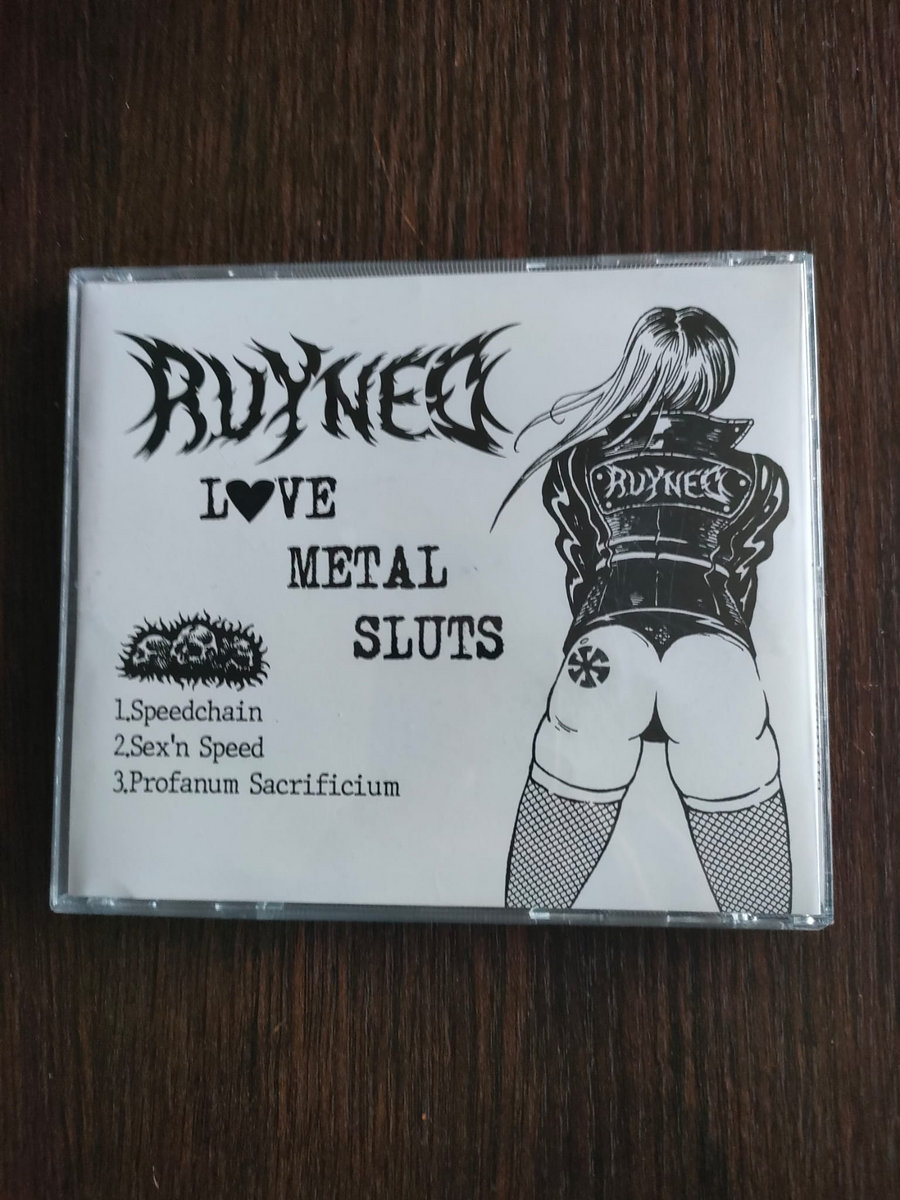 RUYNED
L♥VE
METAL
SLUTS
1.Speedchain
2.Sex'n Speed
3.Profanum Sacrificium
RUYNED